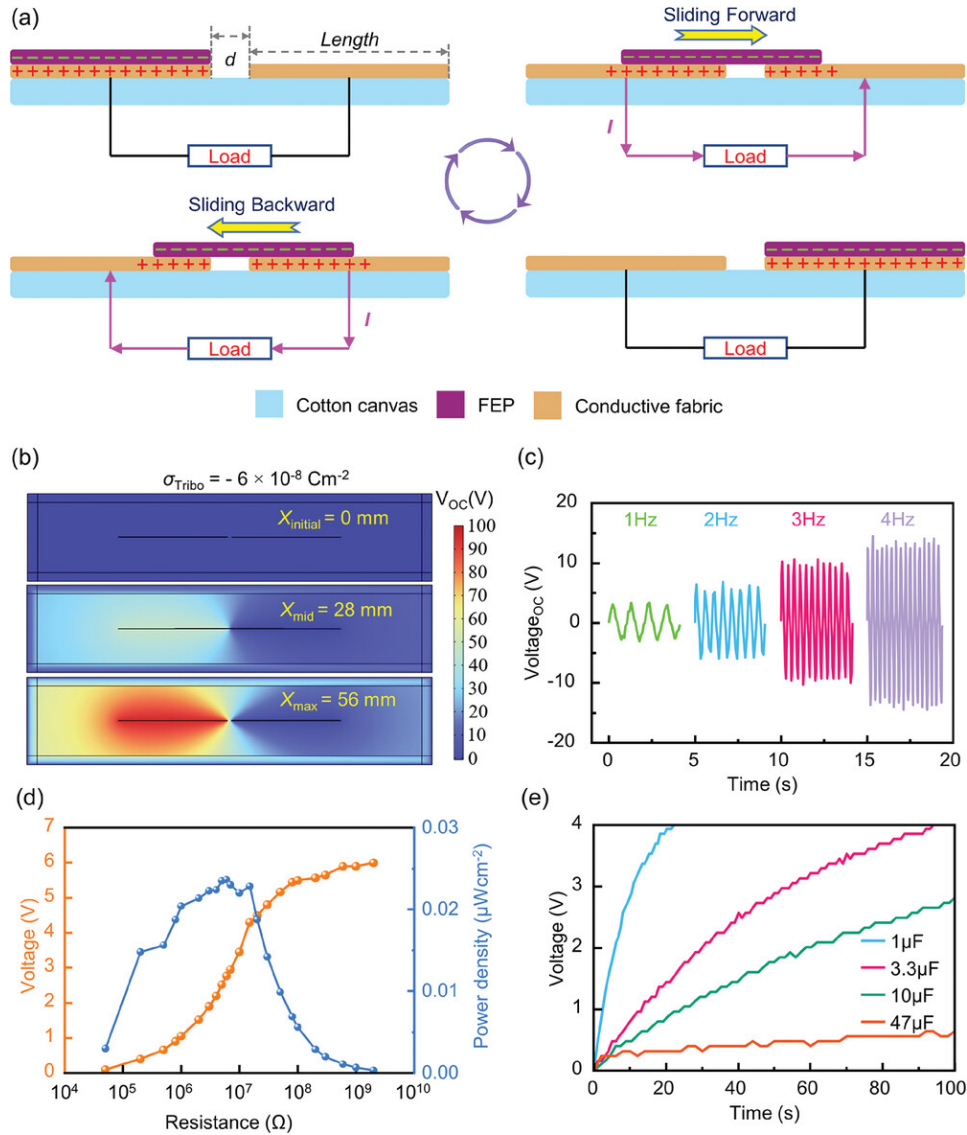 (a)
d
Length
+ + + + + + + + + + +
Load
Sliding Forward
+ + + + + + +
+ + + + +
I
Load
Sliding Backward
+ + + + + +
+ + + + + + + +
I
Load
+ + + + + + + + + + +
Load
Cotton canvas
FEP
Conductive fabric
(b)
σTribo = - 6 × 10⁻⁸ Cm⁻²
Xinitial = 0 mm
Xmid = 28 mm
Xmax = 56 mm
VOC(V)
100
90
80
70
60
50
40
30
20
10
0
(c)
VoltageOC (V)
20
10
0
-10
-20
1Hz 2Hz 3Hz 4Hz
0 5 10 15 20
Time (s)
(d)
Voltage (V)
7
6
5
4
3
2
1
0
Power density (µWcm⁻²)
0.03
0.02
0.01
0.00
10⁴ 10⁵ 10⁶ 10⁷ 10⁸ 10⁹ 10¹⁰
Resistance (Ω)
(e)
Voltage (V)
4
3
2
1
0
1µF
3.3µF
10µF
47µF
0 20 40 60 80 100
Time (s)